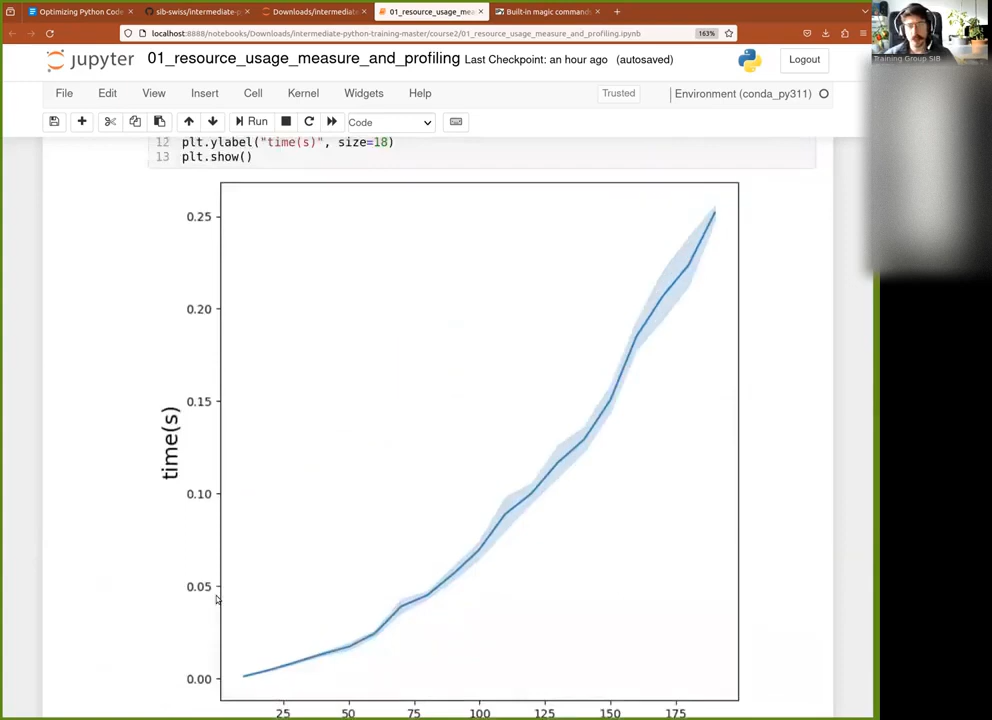 Optimizing Python Code
sib-swiss/intermediate-p
Downloads/intermediate
01_resource_usage_mea
Built-in magic command
localhost:8888/notebooks/Downloads/intermediate-python-training-master/course2/01_resource_usage_measure_and_profiling.ipynb
163%
Training Group SIB
jupyter 01_resource_usage_measure_and_profiling Last Checkpoint: an hour ago (autosaved)
Logout
File Edit View Insert Cell Kernel Widgets Help
Trusted
Environment (conda_py311)
Run
Code
12 plt.ylabel("time(s)", size=18)
13 plt.show()
0.25
0.20
0.15
time(s)
0.10
0.05
0.00
25 50 75 100 125 150 175